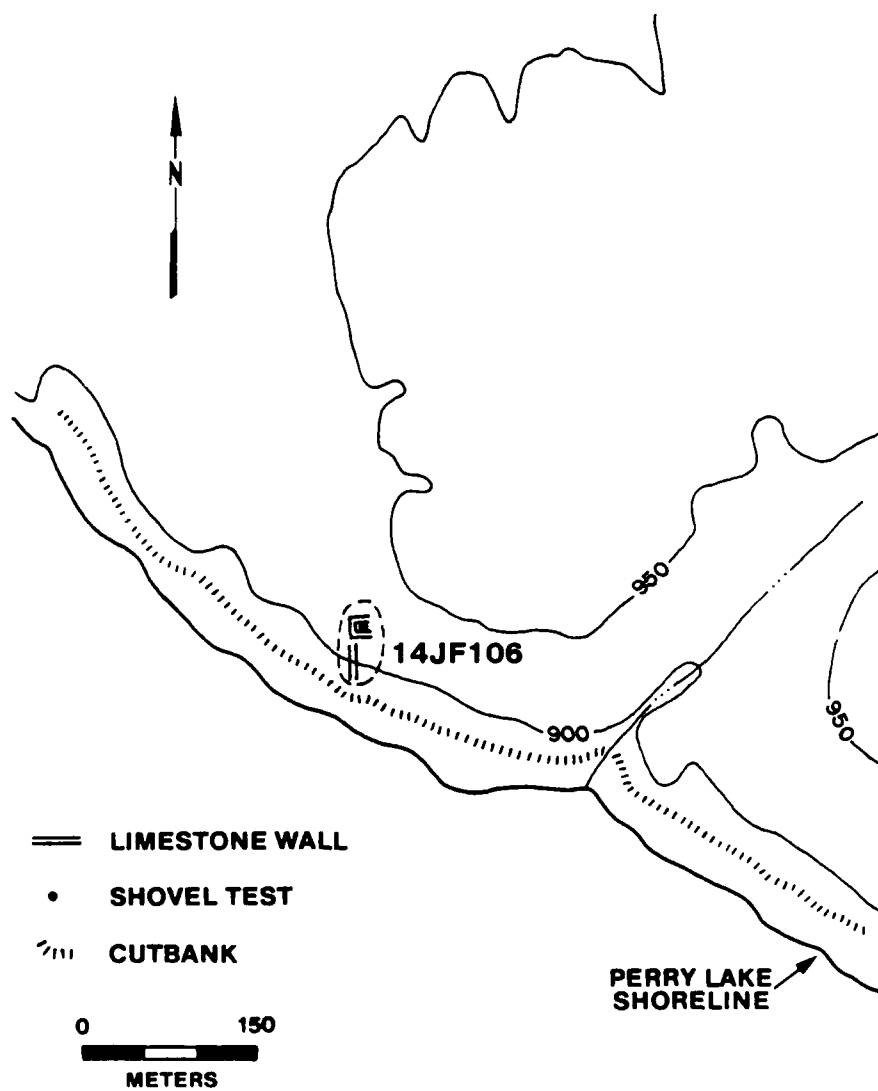 N
950
14JF106
950
900
LIMESTONE WALL
SHOVEL TEST
CUTBANK
PERRY LAKE
SHORELINE
0 150
METERS